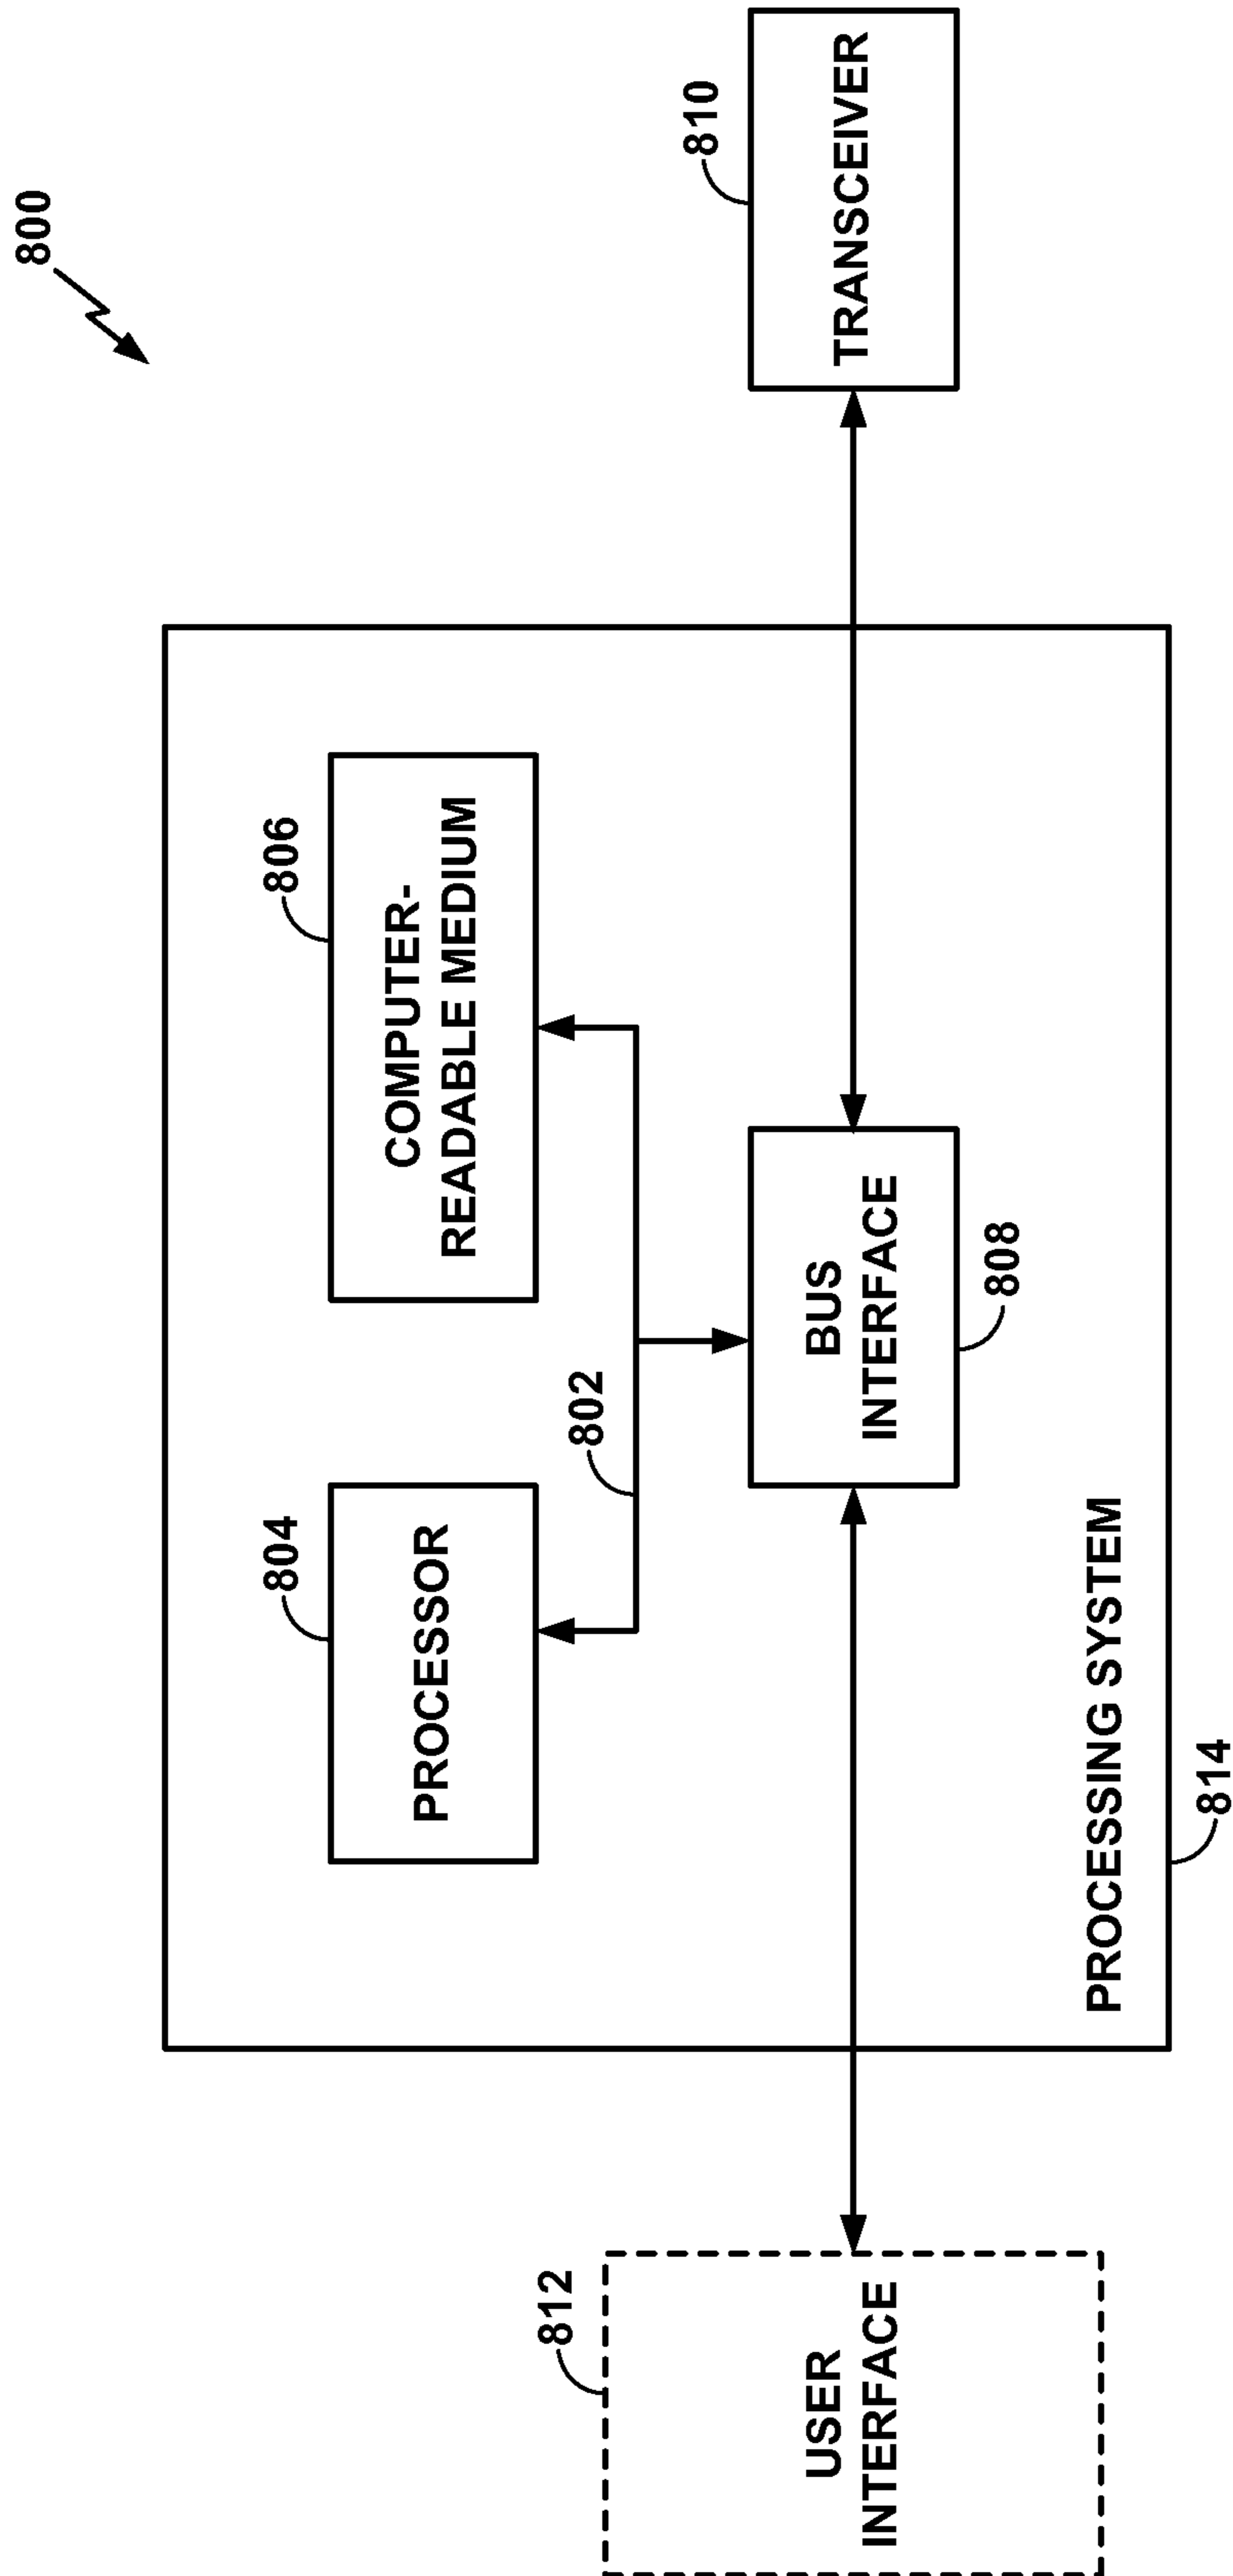 800
804
PROCESSOR
806
COMPUTER-
READABLE MEDIUM
802
812
USER
INTERFACE
BUS
INTERFACE
808
810
TRANSCEIVER
PROCESSING SYSTEM
814